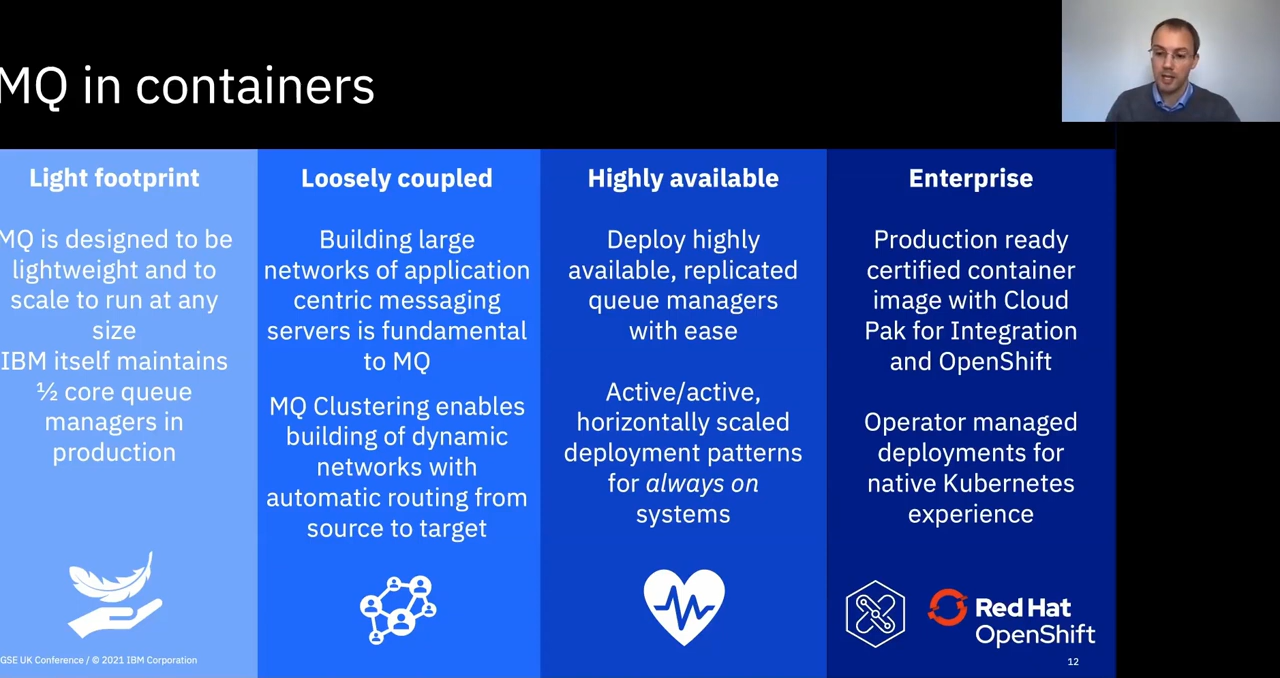 MQ in containers
Light footprint
MQ is designed to be
lightweight and to
scale to run at any
size
IBM itself maintains
½ core queue
managers in
production
Loosely coupled
Building large
networks of application
centric messaging
servers is fundamental
to MQ
MQ Clustering enables
building of dynamic
networks with
automatic routing from
source to target
Highly available
Deploy highly
available, replicated
queue managers
with ease
Active/active,
horizontally scaled
deployment patterns
for always on
systems
Enterprise
Production ready
certified container
image with Cloud
Pak for Integration
and OpenShift
Operator managed
deployments for
native Kubernetes
experience
Red Hat
OpenShift
GSE UK Conference / © 2021 IBM Corporation
12